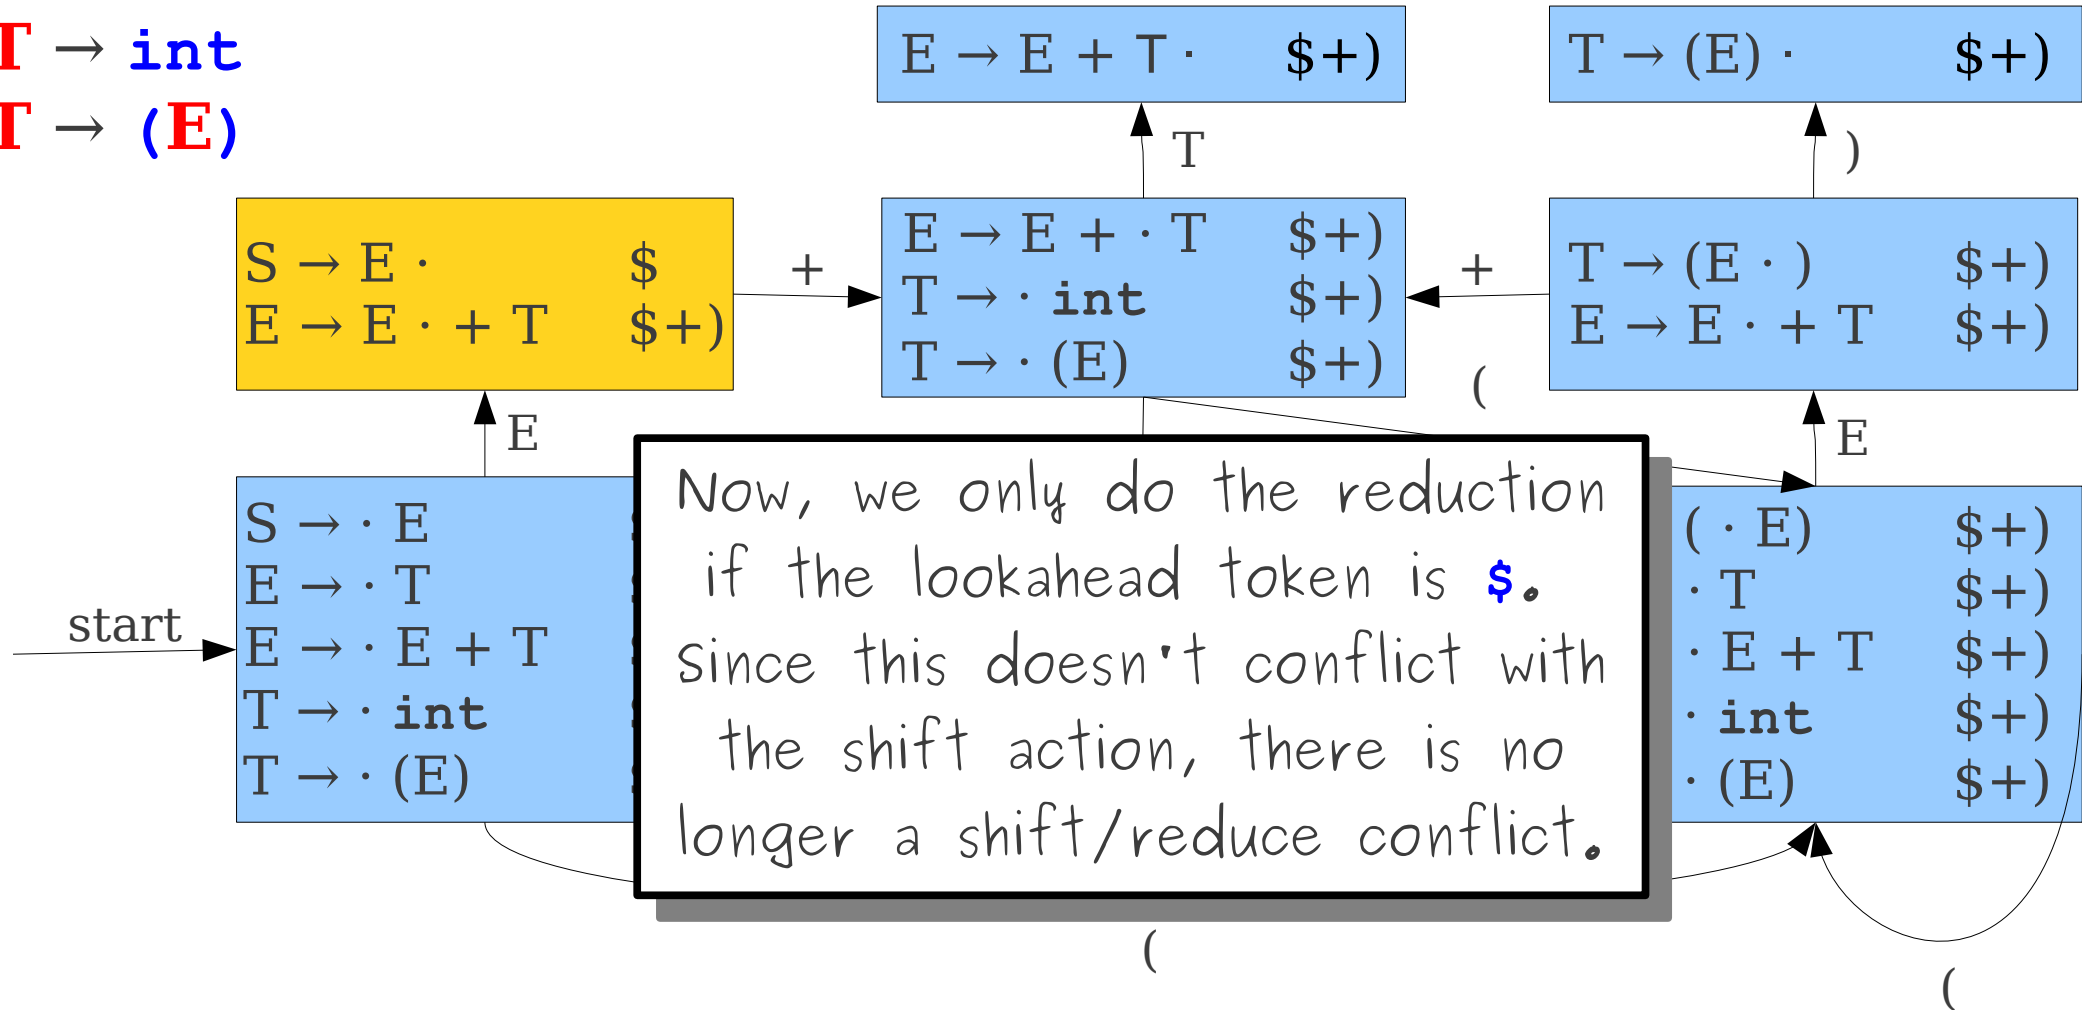 T → int
T → (E)
E → E + T · $+)
T → (E) · $+)
T
)
S → E · $
E → E · + T $+)
+
E → E + · T $+)
T → · int $+)
T → · (E) $+)
+
T → (E · ) $+)
E → E · + T $+)
(
E
E
S → · E
E → · T
E → · E + T
T → · int
T → · (E)
start
Now, we only do the reduction
if the lookahead token is $.
Since this doesn't conflict with
the shift action, there is no
longer a shift/reduce conflict.
( · E) $+)
· T $+)
· E + T $+)
· int $+)
· (E) $+)
(
(